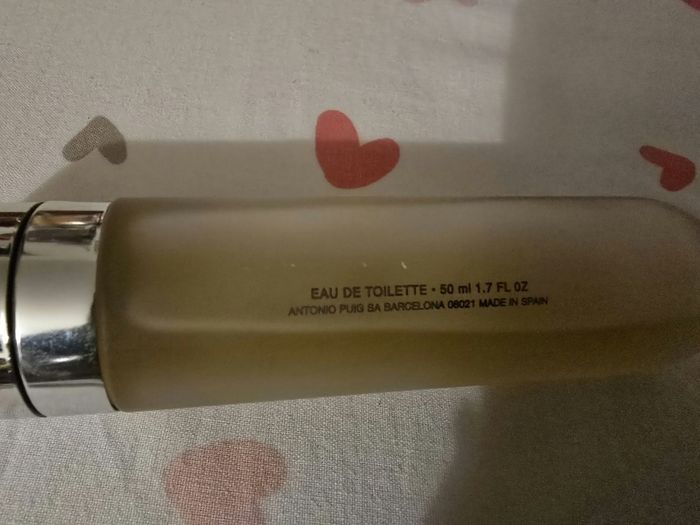 EAU DE TOILETTE • 50 ml 1.7 FL OZ
ANTONIO PUIG SA BARCELONA 08021 MADE IN SPAIN